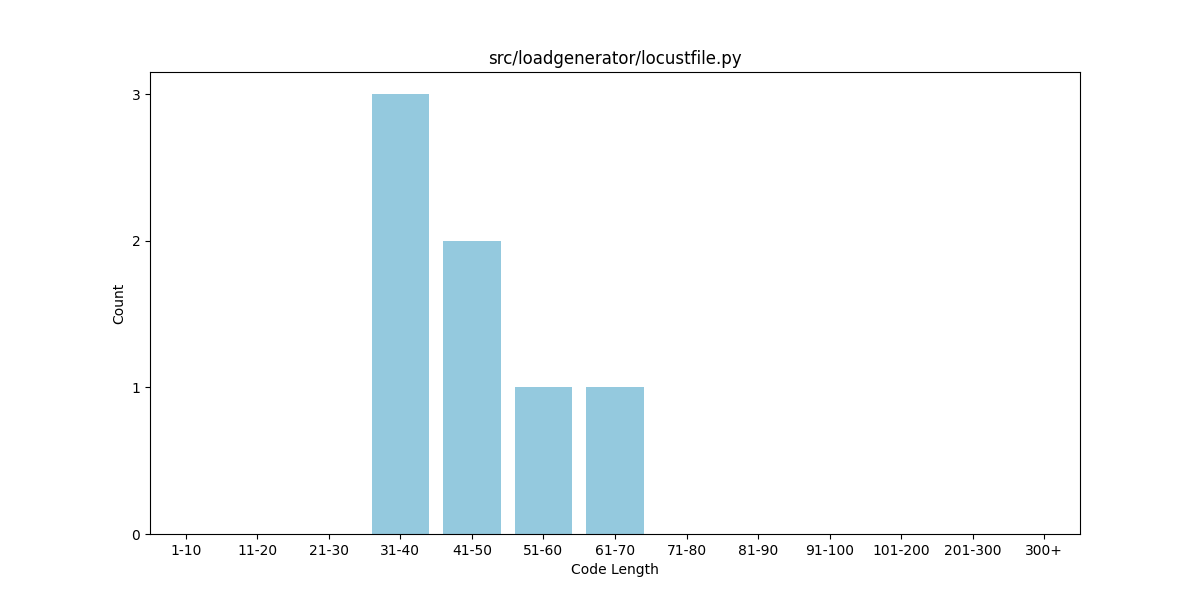 src/loadgenerator/locustfile.py
3
2
1
0
Count
1-10 11-20 21-30 31-40 41-50 51-60 61-70 71-80 81-90 91-100 101-200 201-300 300+
Code Length